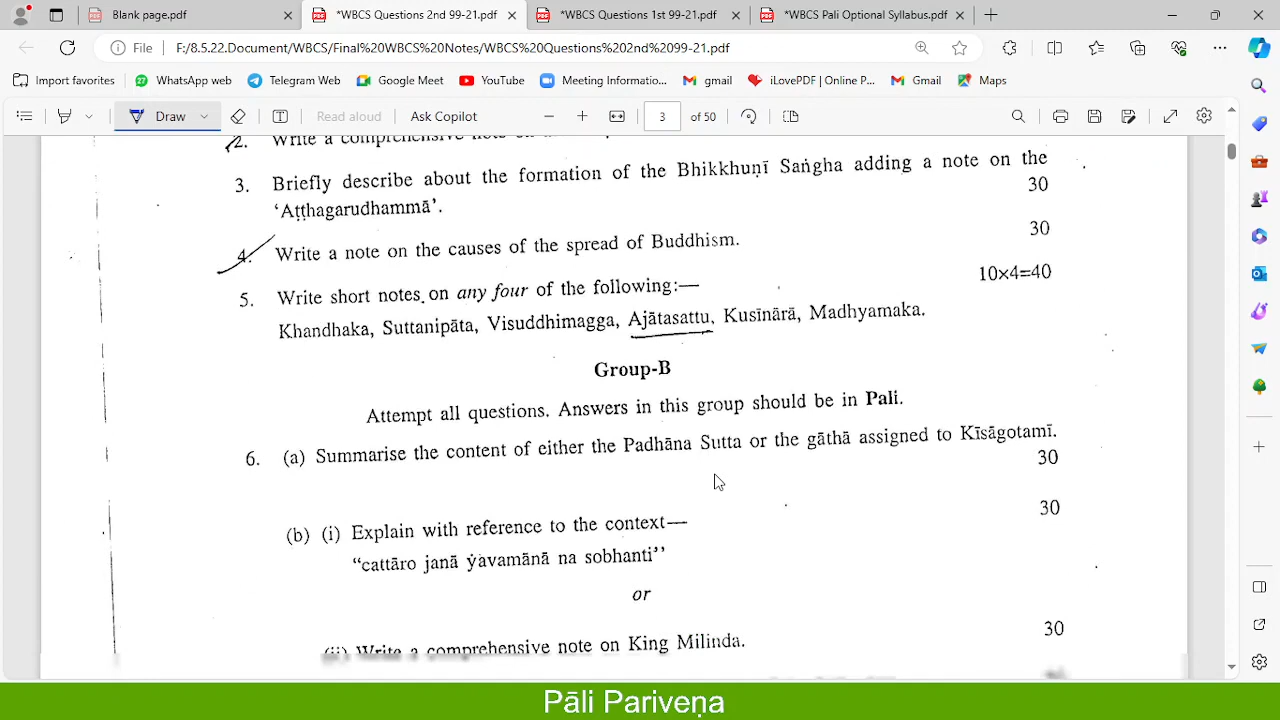 Blank page.pdf
*WBCS Questions 2nd 99-21.pdf
*WBCS Questions 1st 99-21.pdf
*WBCS Pali Optional Syllabus.pdf
File
F:/8.5.22.Document/WBCS/Final%20WBCS%20Notes/WBCS%20Questions%202nd%2099-21.pdf
Import favorites
WhatsApp web
Telegram Web
Google Meet
YouTube
Meeting Informatio...
gmail
iLovePDF | Online P...
Gmail
Maps
Draw
Read aloud
Ask Copilot
3 of 50
2. Write a comprehensive note on
3. Briefly describe about the formation of the Bhikkhuṇī Saṅgha adding a note on the
'Aṭṭhagarudhammā'. 30
4. Write a note on the causes of the spread of Buddhism. 30
5. Write short notes on any four of the following:— 10×4=40
Khandhaka, Suttanipāta, Visuddhimagga, Ajātasattu, Kusīnārā, Madhyamaka.
Group-B
Attempt all questions. Answers in this group should be in Pali.
6. (a) Summarise the content of either the Padhāna Sutta or the gāthā assigned to Kīsāgotamī.
30
(b) (i) Explain with reference to the context— 30
"cattāro janā yavamānā na sobhanti"
or
(ii) Write a comprehensive note on King Milinda. 30
Pāli Pariveṇa